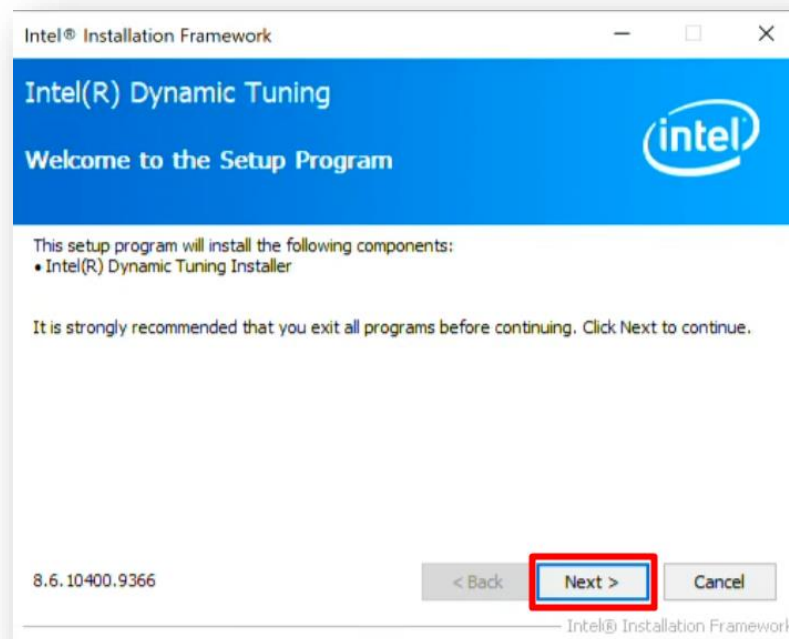 Intel® Installation Framework
Intel(R) Dynamic Tuning
intel
Welcome to the Setup Program
This setup program will install the following components:
• Intel(R) Dynamic Tuning Installer
It is strongly recommended that you exit all programs before continuing. Click Next to continue.
8.6.10400.9366
< Back
Next >
Cancel
Intel(R) Installation Framework